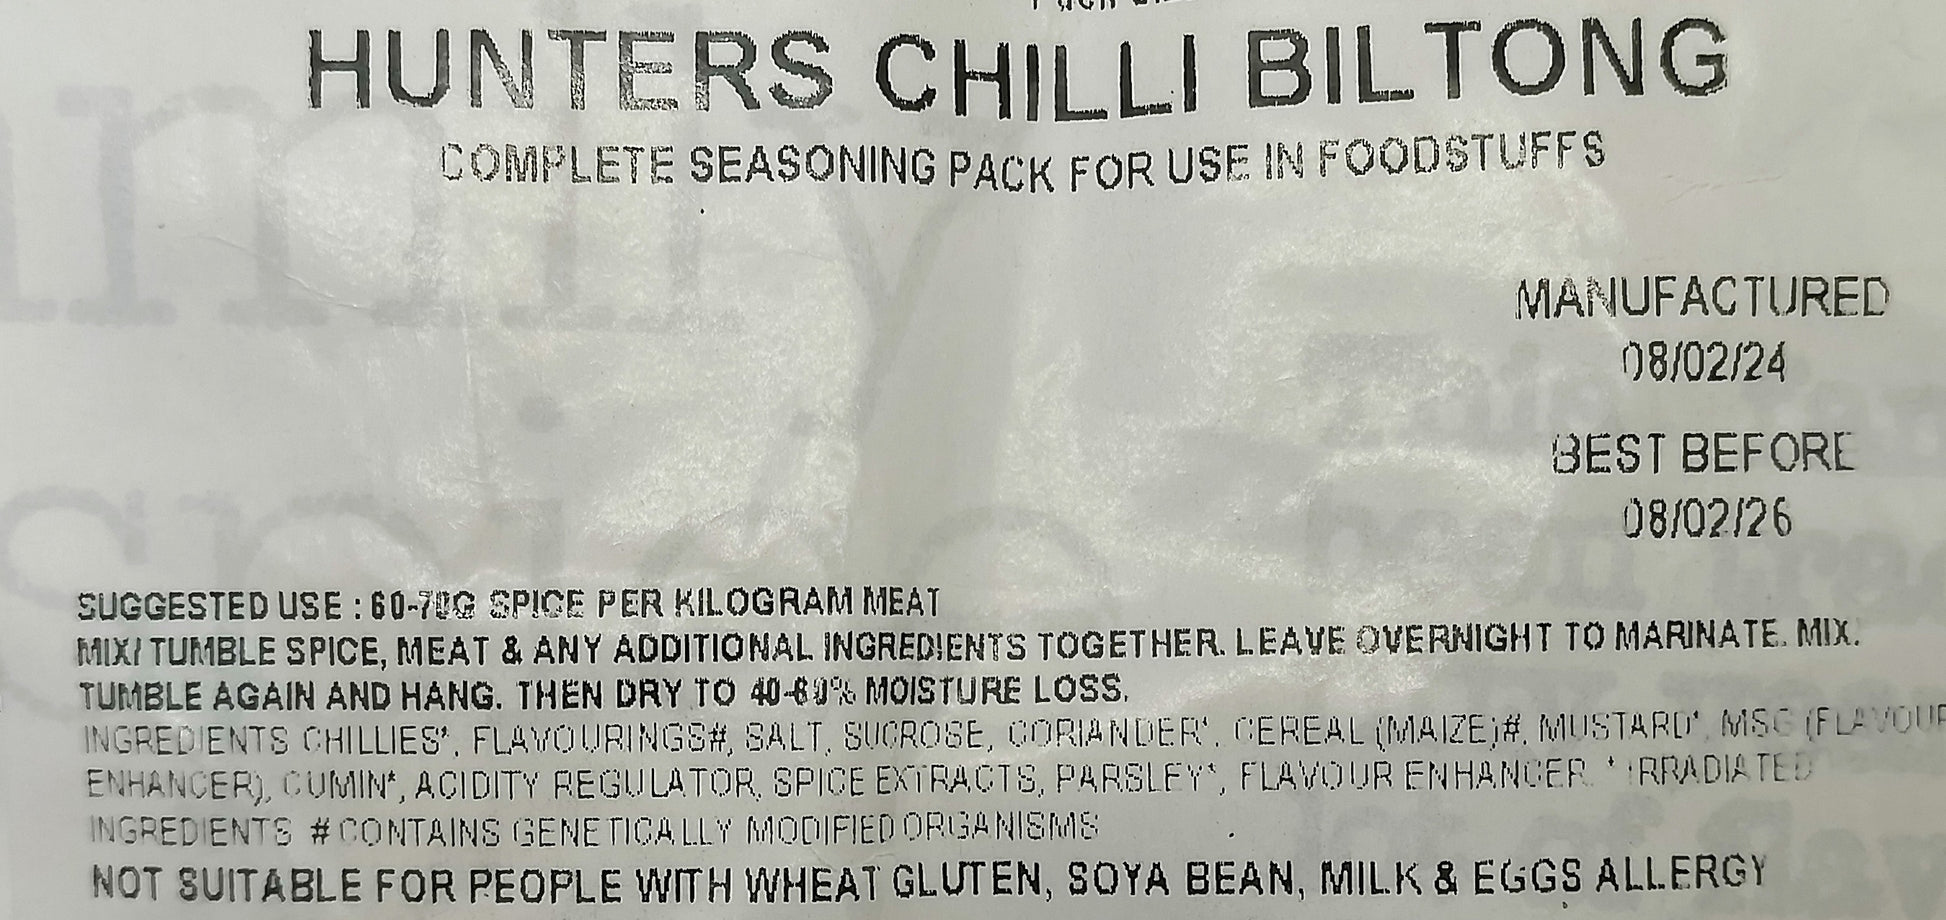 HUNTERS CHILLI BILTONG
COMPLETE SEASONING PACK FOR USE IN FOODSTUFFS
MANUFACTURED
08/02/24
BEST BEFORE
08/02/26
SUGGESTED USE : 60-70G SPICE PER KILOGRAM MEAT
MIX/ TUMBLE SPICE, MEAT & ANY ADDITIONAL INGREDIENTS TOGETHER. LEAVE OVERNIGHT TO MARINATE. MIX.
TUMBLE AGAIN AND HANG. THEN DRY TO 40-60% MOISTURE LOSS.
INGREDIENTS CHILLIES*, FLAVOURINGS#, SALT, SUCROSE, CORIANDER*, CEREAL (MAIZE)#, MUSTARD*, MSG (FLAVOUR
ENHANCER), CUMIN*, ACIDITY REGULATOR, SPICE EXTRACTS, PARSLEY*, FLAVOUR ENHANCER. * IRRADIATED
INGREDIENTS # CONTAINS GENETICALLY MODIFIED ORGANISMS
NOT SUITABLE FOR PEOPLE WITH WHEAT GLUTEN, SOYA BEAN, MILK & EGGS ALLERGY